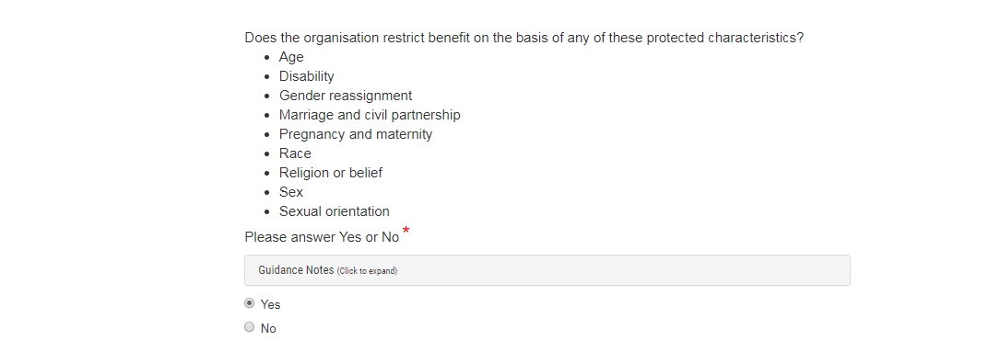 Does the organisation restrict benefit on the basis of any of these protected characteristics?
• Age
• Disability
• Gender reassignment
• Marriage and civil partnership
• Pregnancy and maternity
• Race
• Religion or belief
• Sex
• Sexual orientation
Please answer Yes or No *
Guidance Notes (Click to expand)
Yes
No